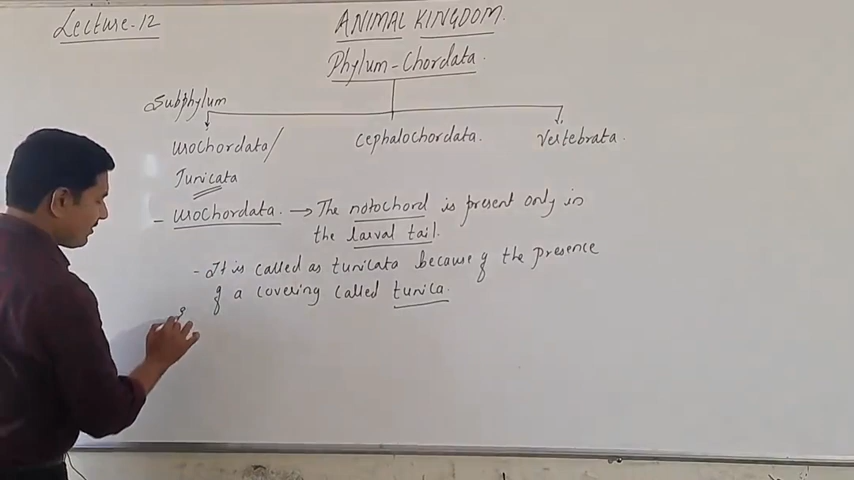 Lecture-12
ANIMAL KINGDOM.
Phylum-Chordata.
Subphylum
Urochordata/
Tunicata
Cephalochordata.
Vertebrata.
- Urochordata. → The notochord is present only in
the larval tail.
- It is called as tunicata because of the presence
of a covering called tunica.